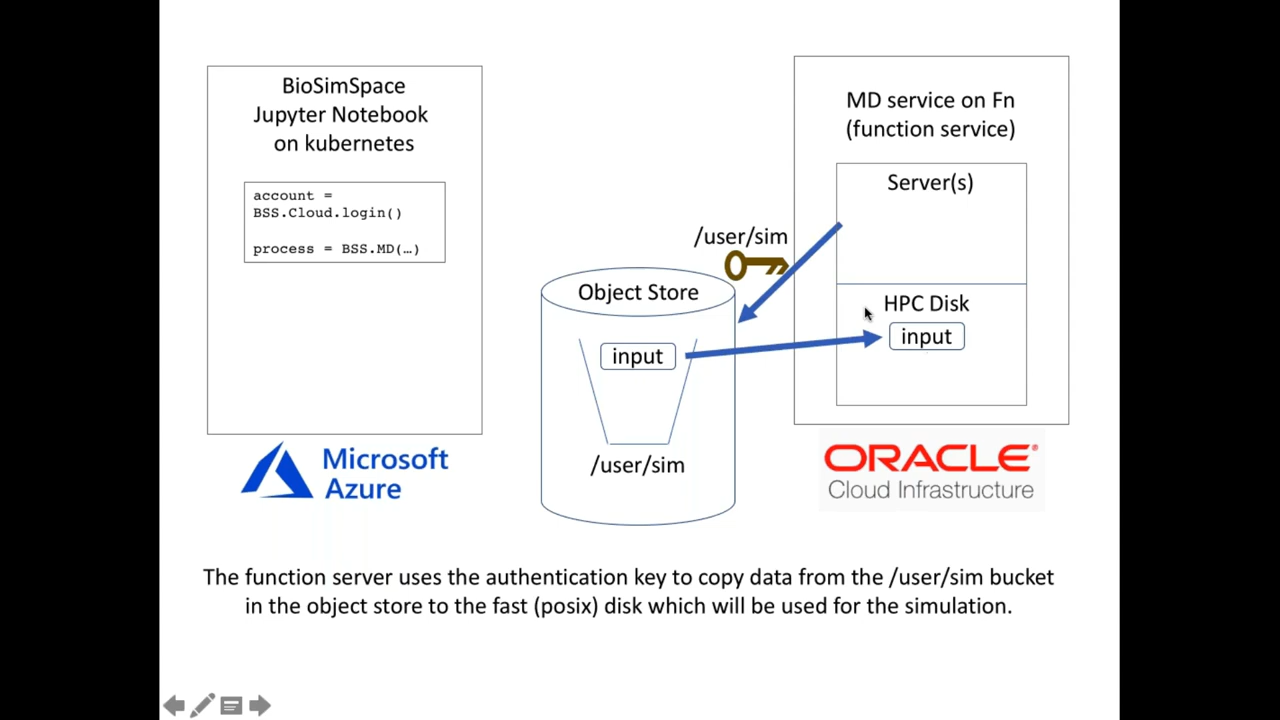 BioSimSpace
Jupyter Notebook
on kubernetes
account =
BSS.Cloud.login()
process = BSS.MD(…)
Microsoft
Azure
/user/sim
Object Store
input
/user/sim
MD service on Fn
(function service)
Server(s)
HPC Disk
input
ORACLE®
Cloud Infrastructure
The function server uses the authentication key to copy data from the /user/sim bucket
in the object store to the fast (posix) disk which will be used for the simulation.